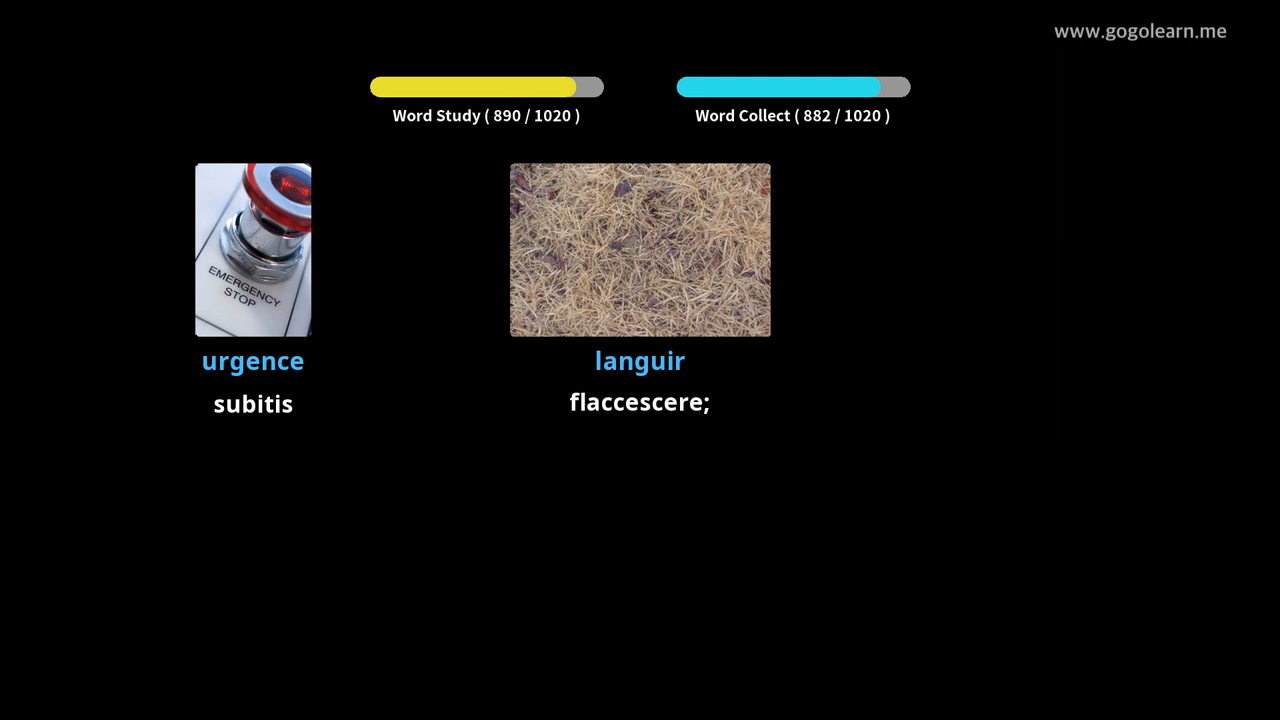 www.gogolearn.me
Word Study ( 890 / 1020 )
Word Collect ( 882 / 1020 )
EMERGENCY
STOP
urgence
languir
subitis
flaccescere;